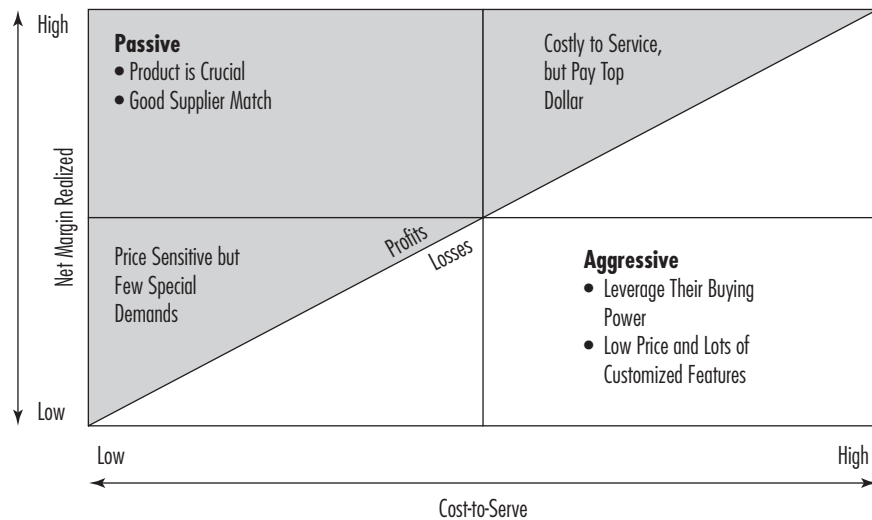 High
Passive
• Product is Crucial
• Good Supplier Match
Costly to Service,
but Pay Top
Dollar
Net Margin Realized
Price Sensitive but
Few Special
Demands
Profits
Losses
Aggressive
• Leverage Their Buying
Power
• Low Price and Lots of
Customized Features
Low
Low
High
Cost-to-Serve